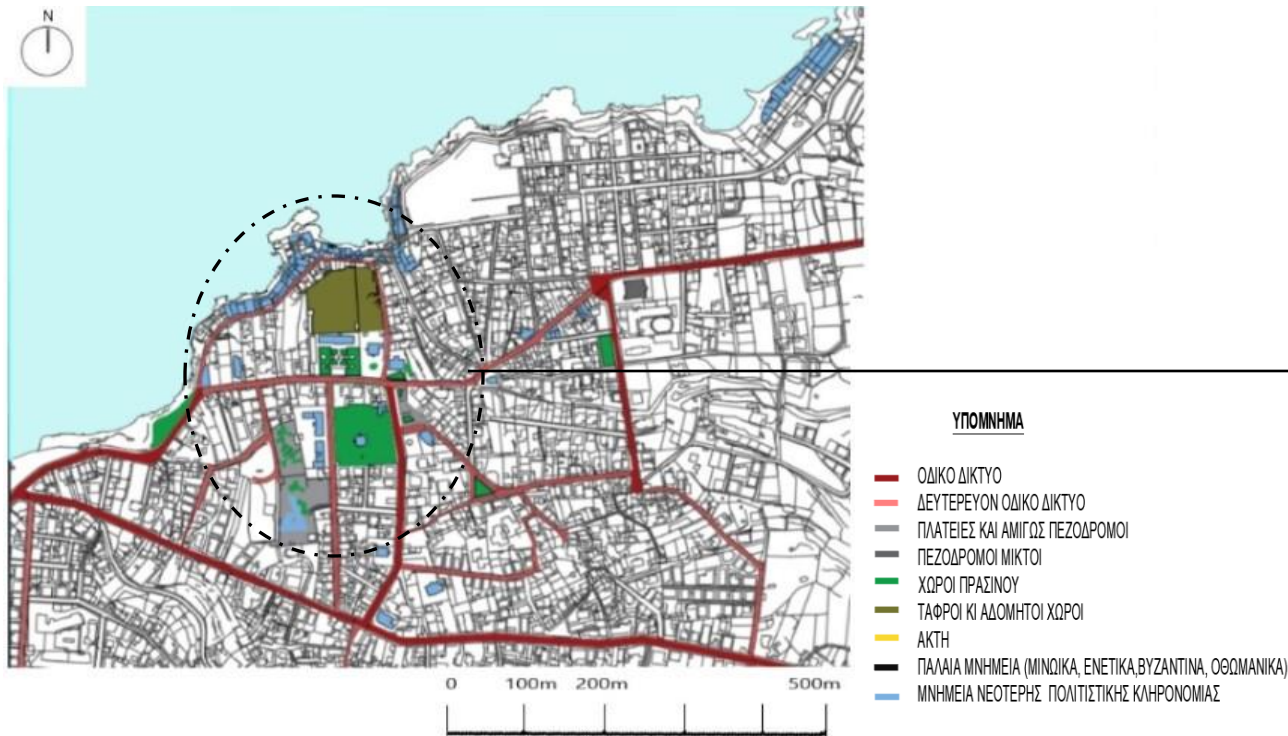 N
ΥΠΟΜΝΗΜΑ
ΟΔΙΚΟ ΔΙΚΤΥΟ
ΔΕΥΤΕΡΕΥΟΝ ΟΔΙΚΟ ΔΙΚΤΥΟ
ΠΛΑΤΕΙΕΣ ΚΑΙ ΑΜΙΓΩΣ ΠΕΖΟΔΡΟΜΟΙ
ΠΕΖΟΔΡΟΜΟΙ ΜΙΚΤΟΙ
ΧΩΡΟΙ ΠΡΑΣΙΝΟΥ
ΤΑΦΡΟΙ ΚΙ ΑΔΟΜΗΤΟΙ ΧΩΡΟΙ
ΑΚΤΗ
ΠΑΛΑΙΑ ΜΝΗΜΕΙΑ (ΜΙΝΩΙΚΑ, ΕΝΕΤΙΚΑ,ΒΥΖΑΝΤΙΝΑ, ΟΘΩΜΑΝΙΚΑ)
ΜΝΗΜΕΙΑ ΝΕΟΤΕΡΗΣ ΠΟΛΙΤΙΣΤΙΚΗΣ ΚΛΗΡΟΝΟΜΙΑΣ
0 100m 200m 500m